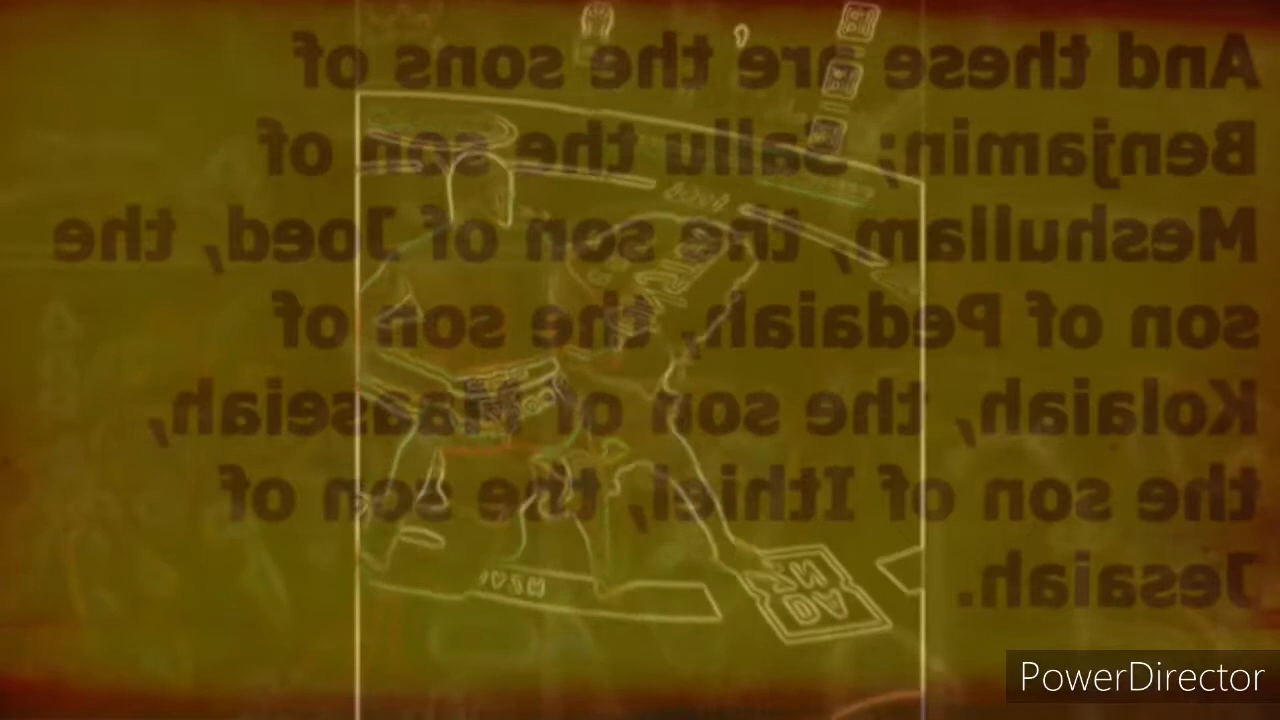 And these are the sons of
Benjamin; Sallu the son of
Meshullam, the son of Joed, the
son of Pedaiah, the son of
Kolaiah, the son of Maaseiah,
the son of Ithiel, the son of
Jesaiah.
PowerDirector